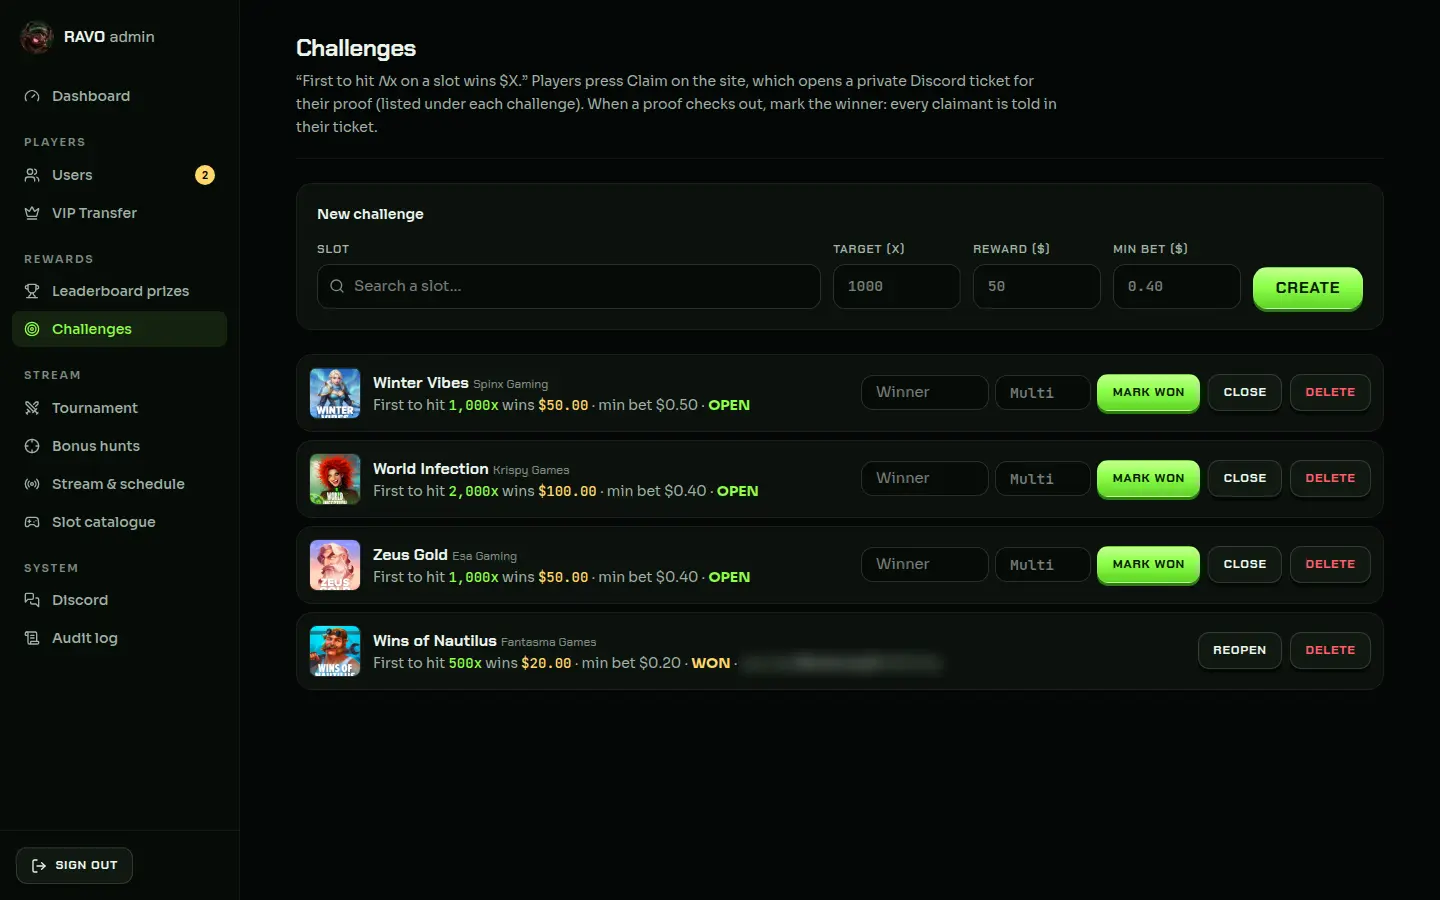 RAVO admin
Dashboard
PLAYERS
Users
2
VIP Transfer
REWARDS
Leaderboard prizes
Challenges
STREAM
Tournament
Bonus hunts
Stream & schedule
Slot catalogue
SYSTEM
Discord
Audit log
SIGN OUT
Challenges
“First to hit Nx on a slot wins $X.” Players press Claim on the site, which opens a private Discord ticket for
their proof (listed under each challenge). When a proof checks out, mark the winner: every claimant is told in
their ticket.
New challenge
SLOT
TARGET (X)
REWARD ($)
MIN BET ($)
Search a slot...
1000
50
0.40
CREATE
WINTER
Winter Vibes Spinx Gaming
First to hit 1,000x wins $50.00 · min bet $0.50 · OPEN
Winner
Multi
MARK WON
CLOSE
DELETE
WORLD
World Infection Krispy Games
First to hit 2,000x wins $100.00 · min bet $0.40 · OPEN
Winner
Multi
MARK WON
CLOSE
DELETE
ZEUS
Zeus Gold Esa Gaming
First to hit 1,000x wins $50.00 · min bet $0.40 · OPEN
Winner
Multi
MARK WON
CLOSE
DELETE
WINS OF
Wins of Nautilus Fantasma Games
First to hit 500x wins $20.00 · min bet $0.20 · WON ·
REOPEN
DELETE